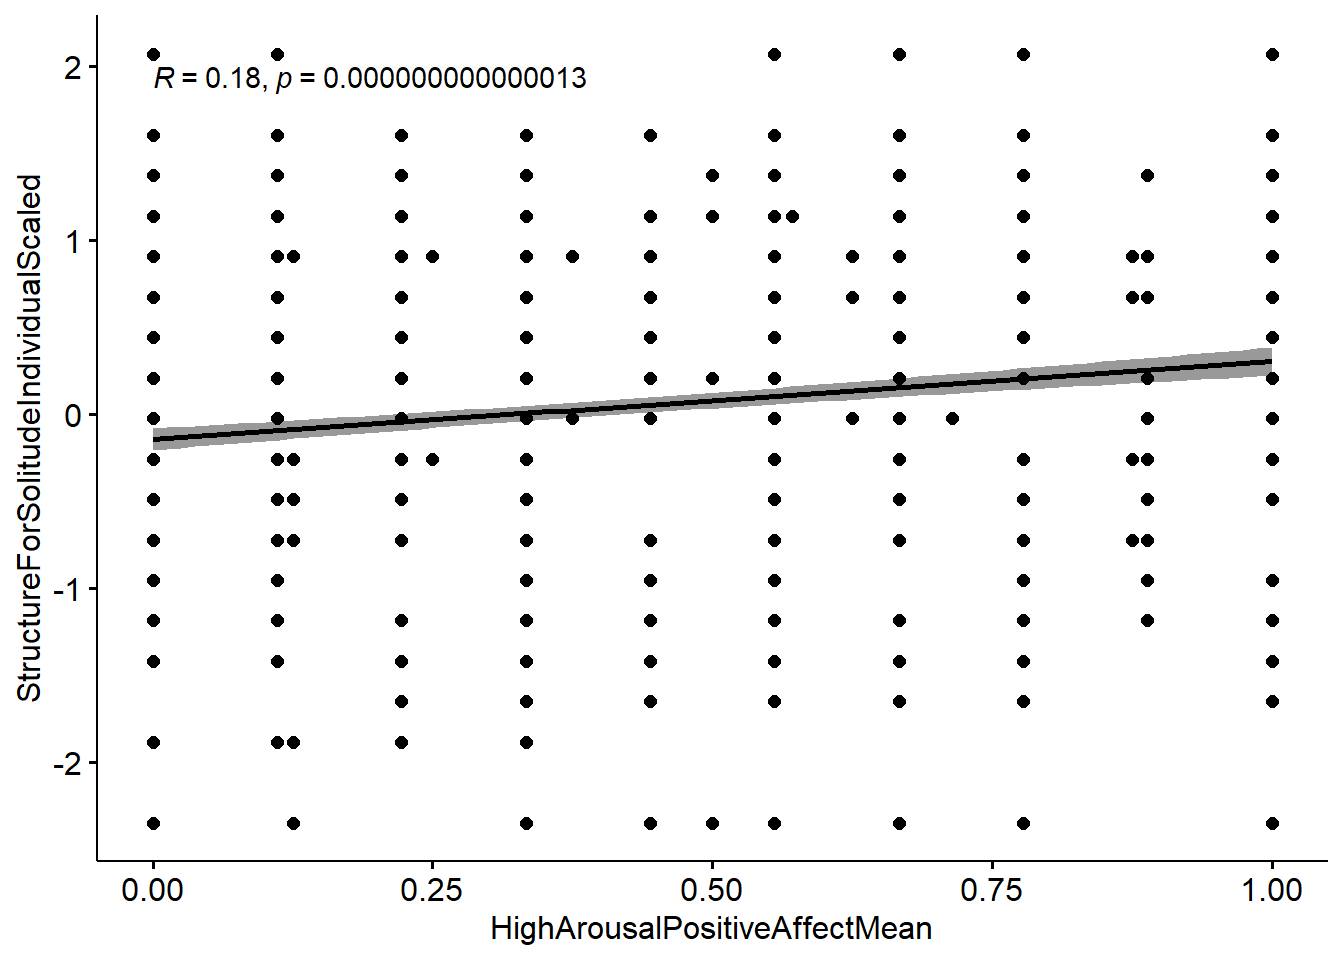 StructureForSolitudeIndividualScaled
2
1
0
-1
-2
R = 0.18, p = 0.000000000000013
0.00 0.25 0.50 0.75 1.00
HighArousalPositiveAffectMean